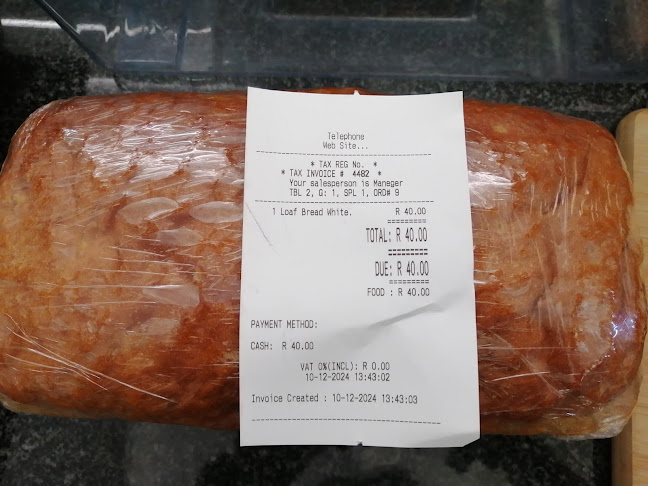 Telephone
Web Site...
* TAX REG No. *
* TAX INVOICE # 4482 *
Your salesperson is Maneger
TBL 2, G: 1, SPL 1, ORD# 9
1 Loaf Bread White. R 40.00
=========
TOTAL: R 40.00
=========
DUE: R 40.00
=========
FOOD : R 40.00
PAYMENT METHOD:
CASH: R 40.00
VAT 0%(INCL): R 0.00
10-12-2024 13:43:02
Invoice Created : 10-12-2024 13:43:03